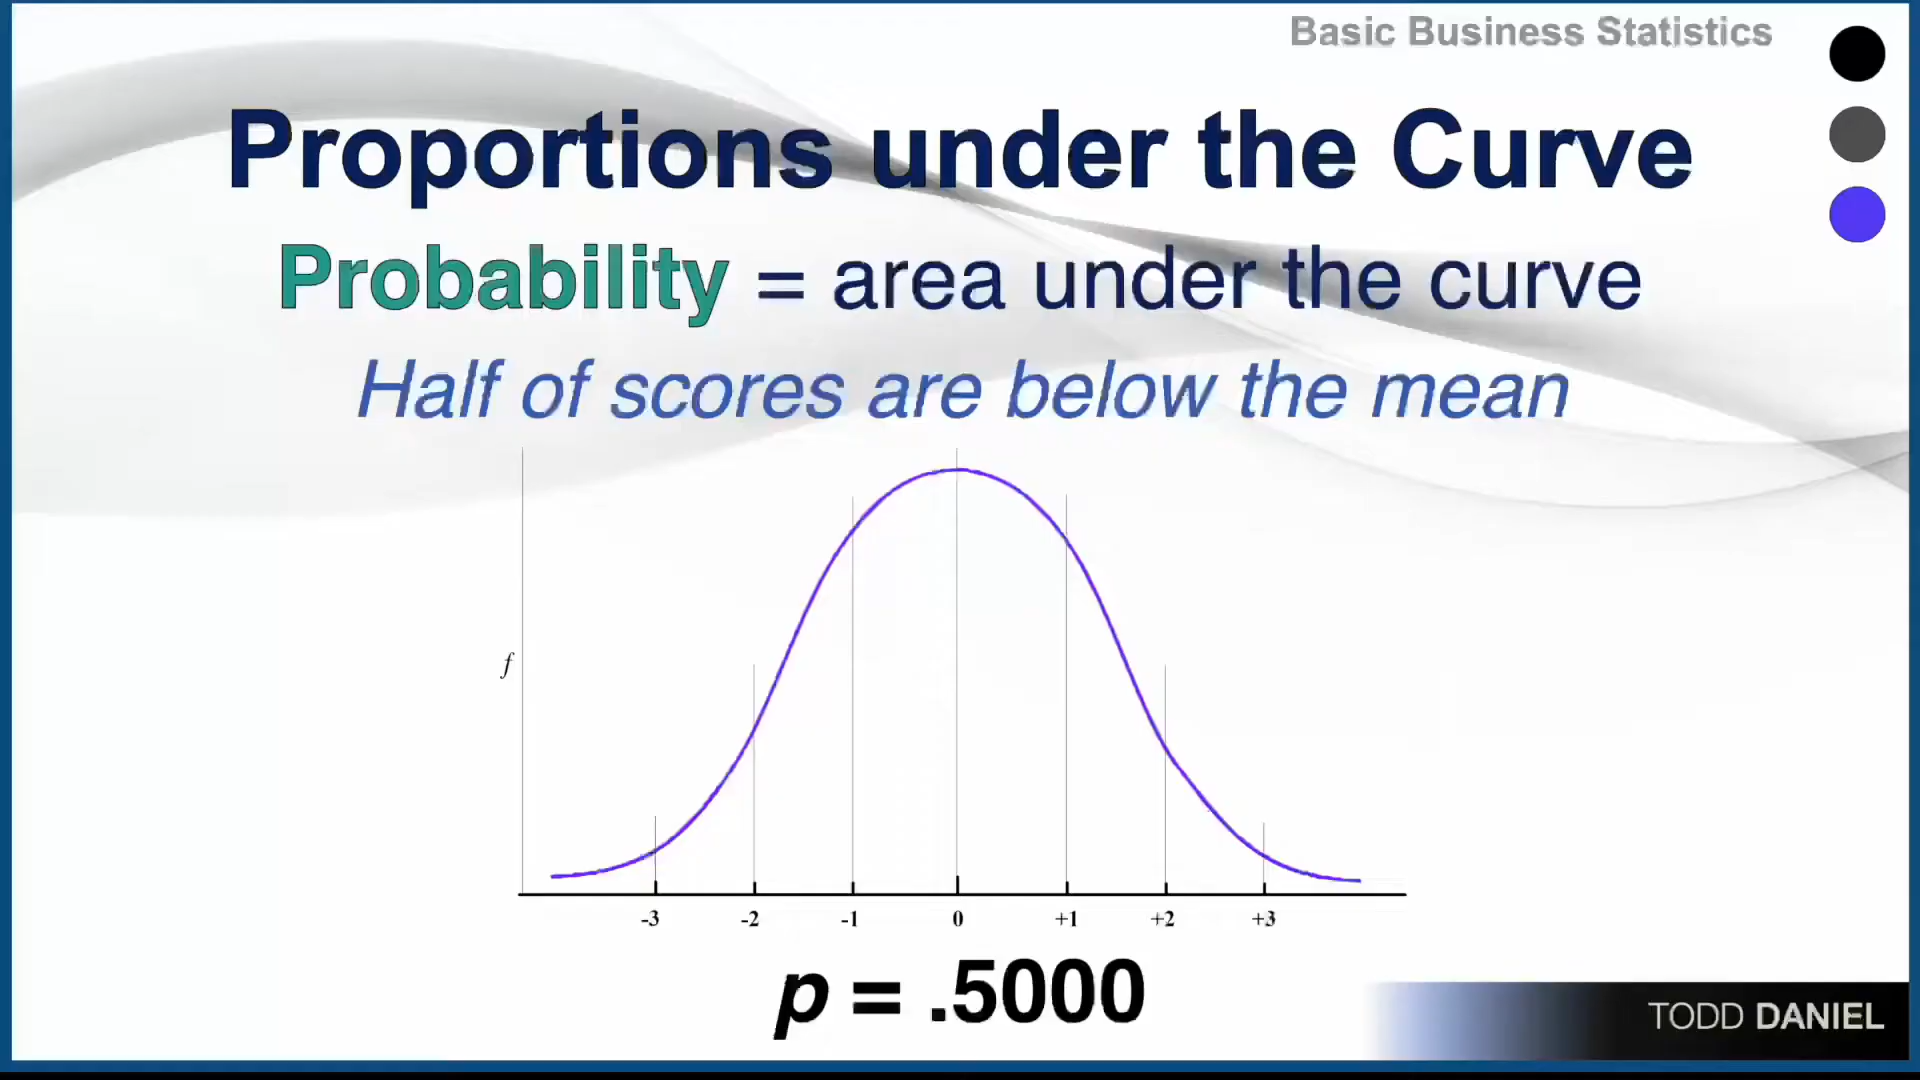 Basic Business Statistics
Proportions under the Curve
Probability = area under the curve
Half of scores are below the mean
f
-3 -2 -1 0 +1 +2 +3
p = .5000
TODD DANIEL